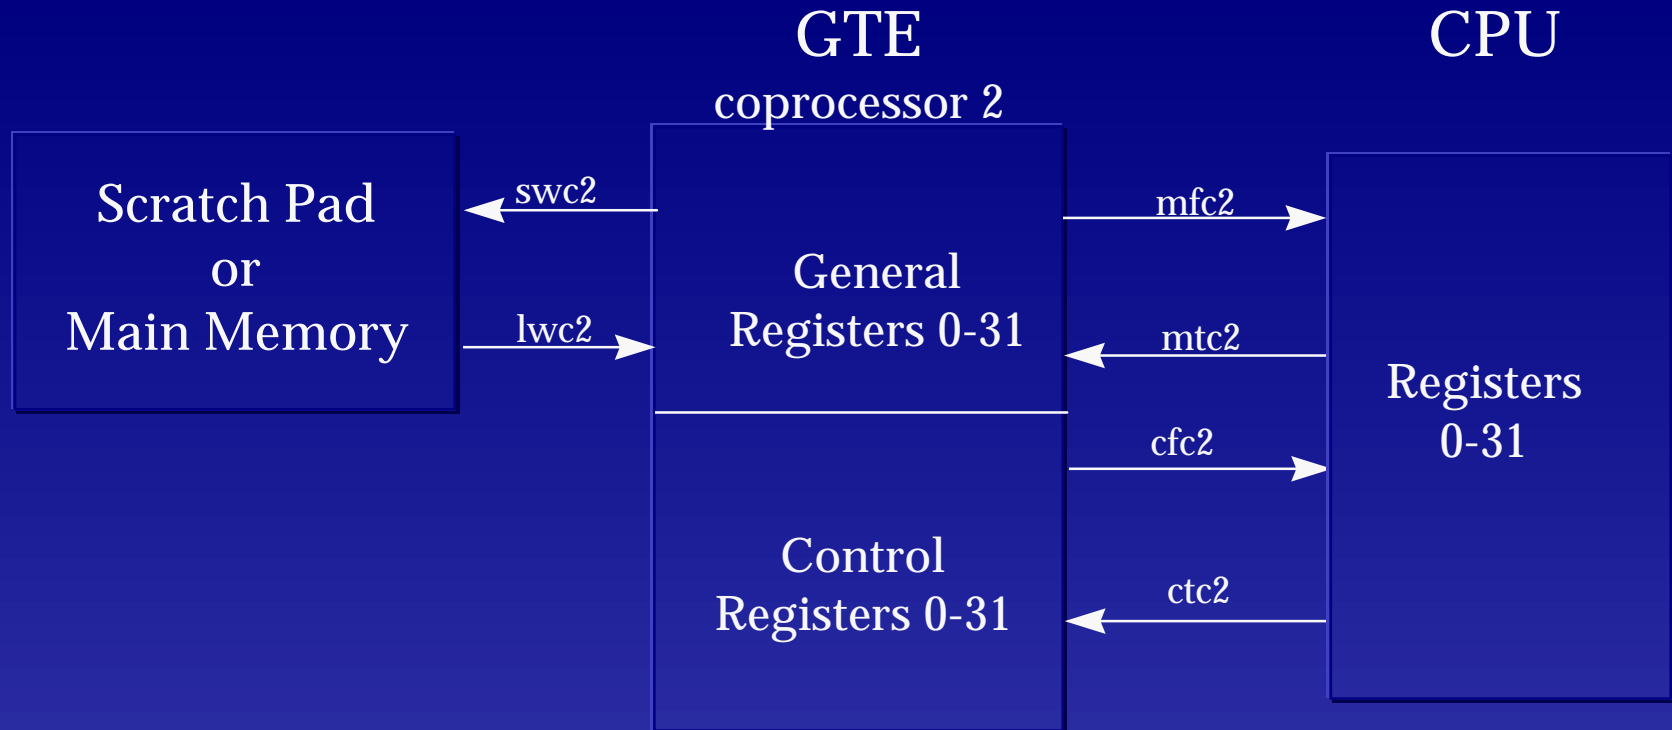 GTE
coprocessor 2
CPU
Scratch Pad
or
Main Memory
swc2
lwc2
General
Registers 0-31
Control
Registers 0-31
mfc2
mtc2
cfc2
ctc2
Registers
0-31